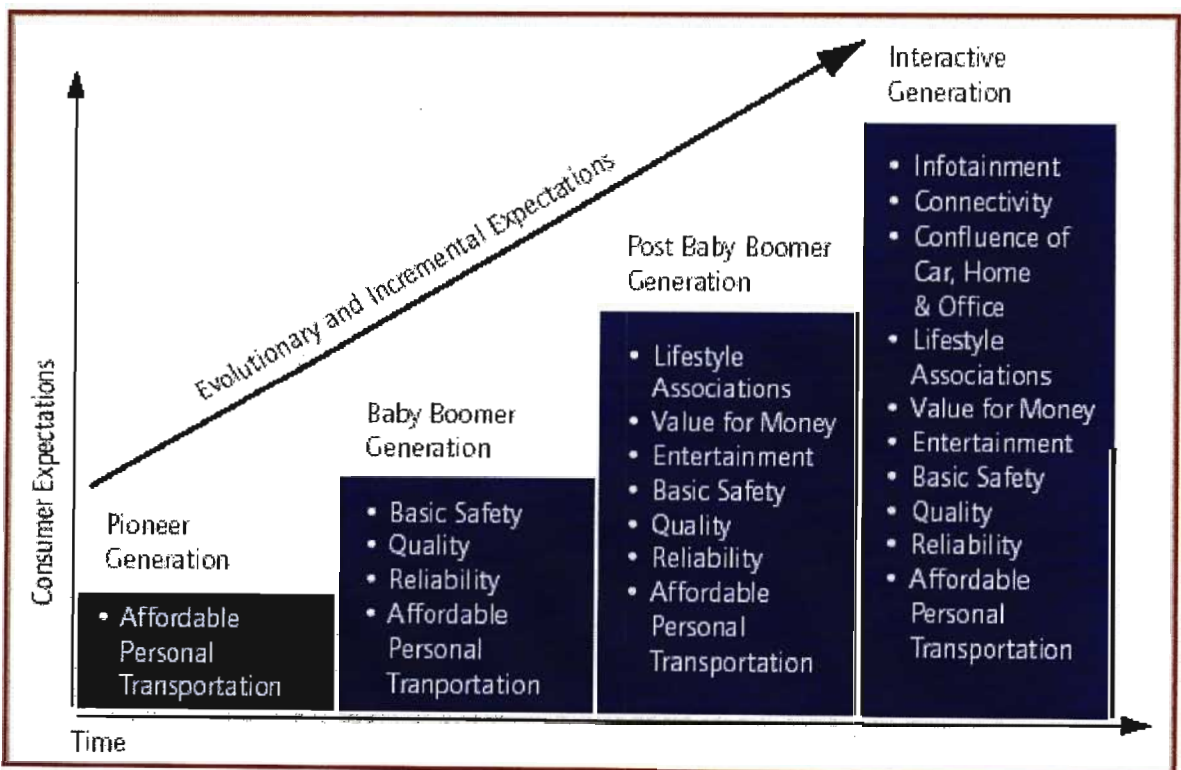 Consumer Expectations
Evolutionary and Incremental Expectations
Pioneer
Generation
• Affordable
Personal
Transportation
Baby Boomer
Generation
• Basic Safety
• Quality
• Reliability
• Affordable
Personal
Tranportation
Post Baby Boomer
Generation
• Lifestyle
Associations
• Value for Money
• Entertainment
• Basic Safety
• Quality
• Reliability
• Affordable
Personal
Transportation
Interactive
Generation
• Infotainment
• Connectivity
• Confluence of
Car, Home
& Office
• Lifestyle
Associations
• Value for Money
• Entertainment
• Basic Safety
• Quality
• Reliability
• Affordable
Personal
Transportation
Time